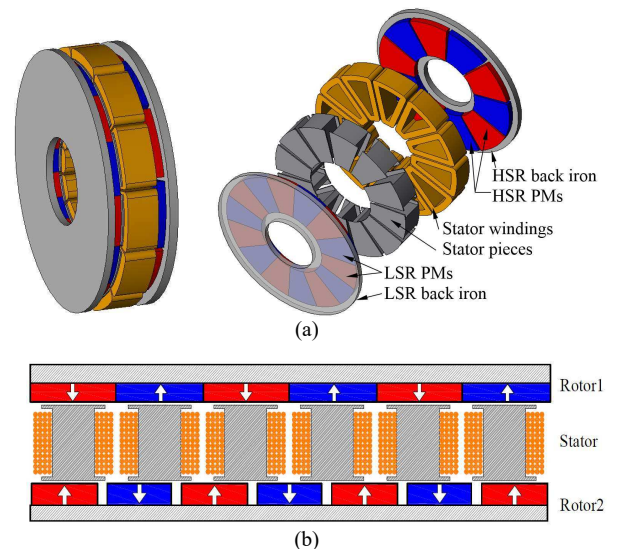 HSR back iron
HSR PMs
Stator windings
Stator pieces
LSR PMs
LSR back iron
(a)
Rotor1
Stator
Rotor2
(b)